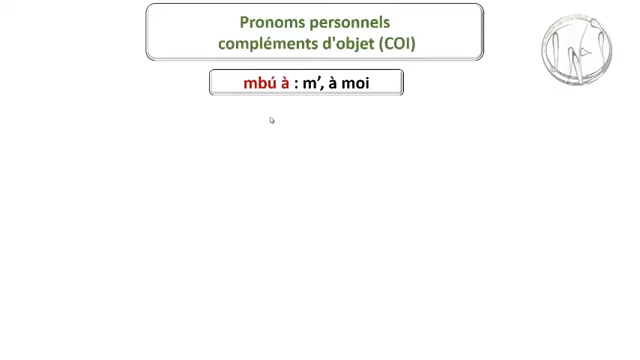 Pronoms personnels
compléments d'objet (COI)
mbú à : m’, à moi